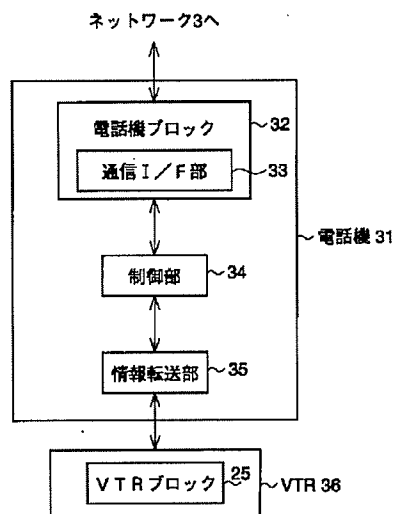 ネットワーク3へ
電話機ブロック
32
通信I/F部
33
電話機 31
制御部
34
情報転送部
35
VTRブロック
25
VTR 36